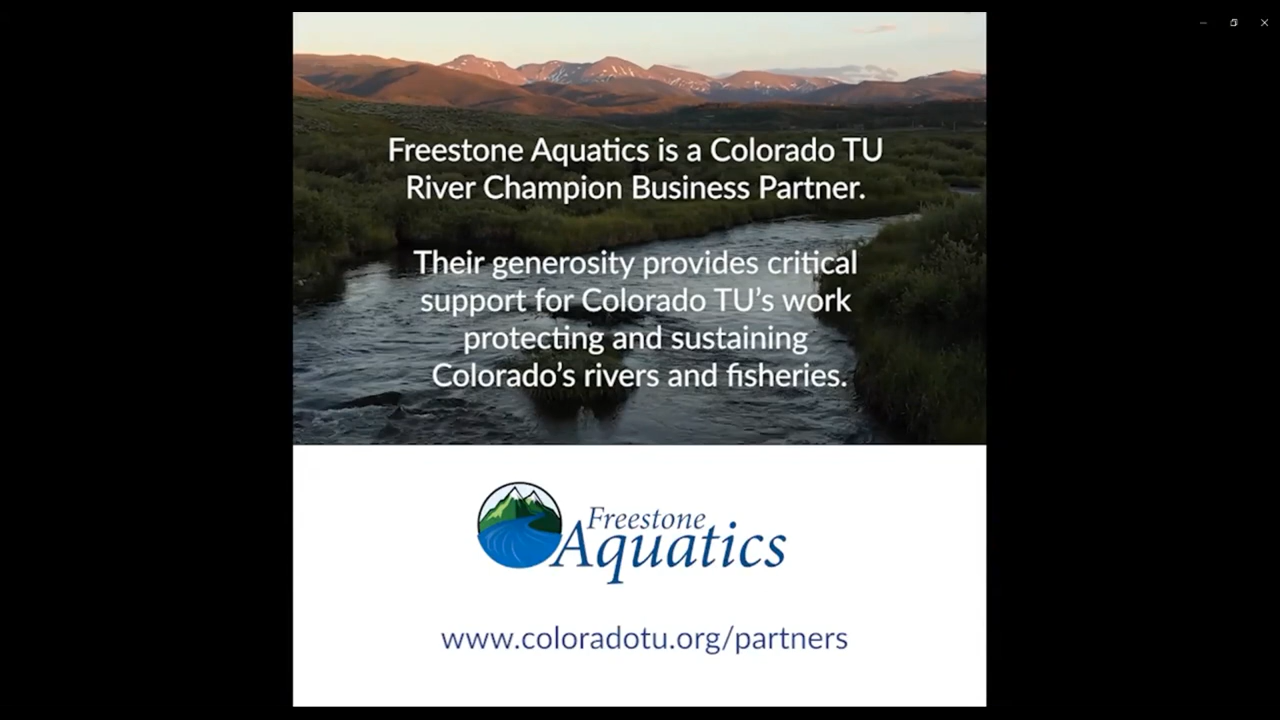 Freestone Aquatics is a Colorado TU
River Champion Business Partner.
Their generosity provides critical
support for Colorado TU’s work
protecting and sustaining
Colorado’s rivers and fisheries.
Freestone
Aquatics
www.coloradotu.org/partners